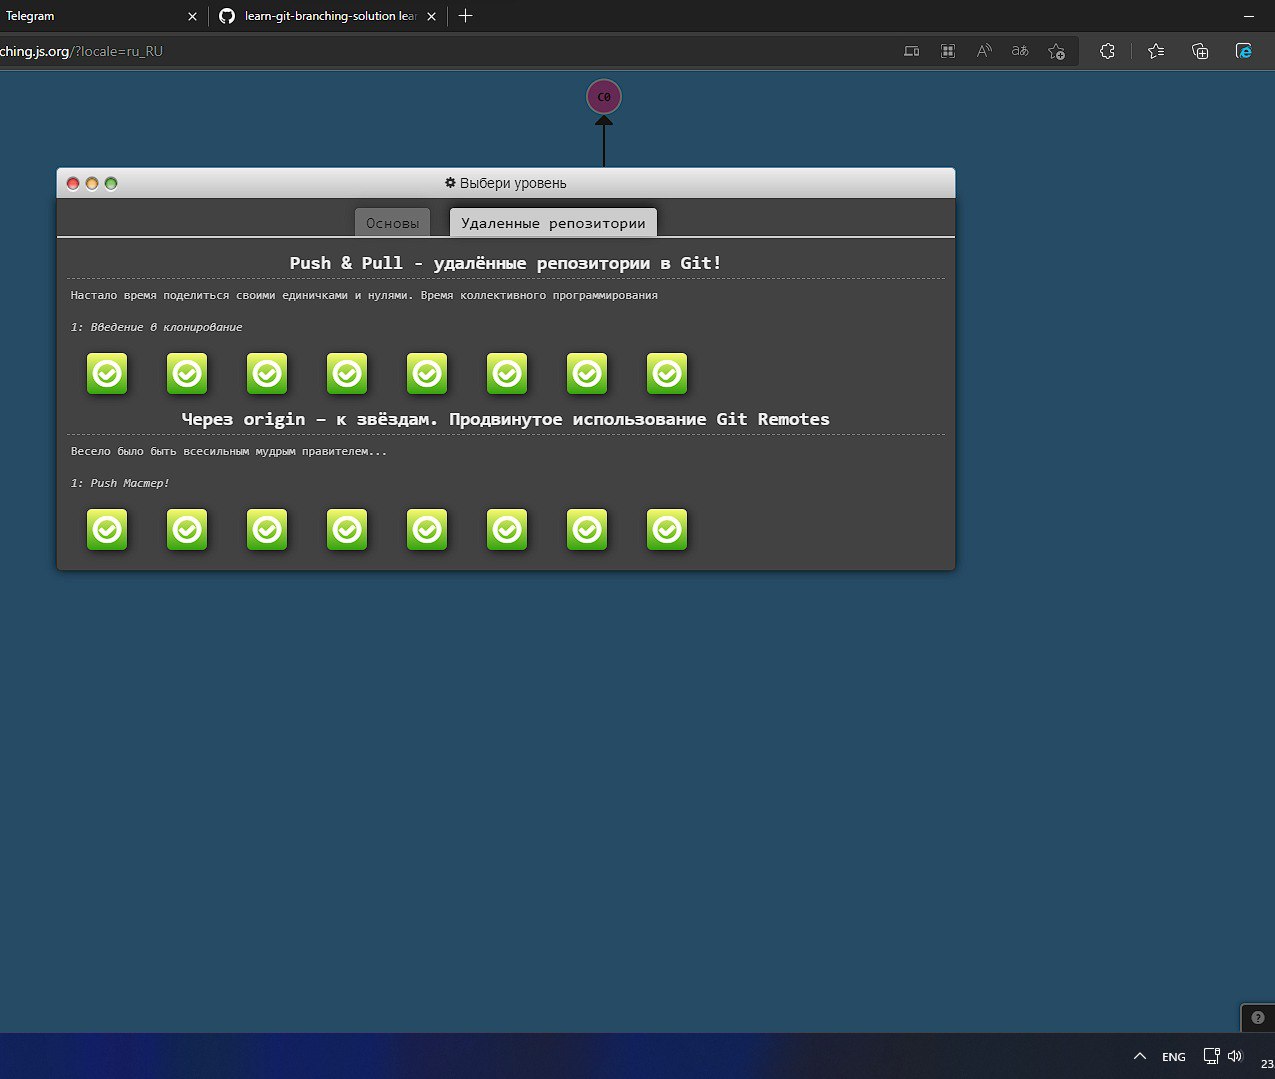 Telegram
learn-git-branching-solution lea
ching.js.org/?locale=ru_RU
C0
Выбери уровень
Основы
Удаленные репозитории
Push & Pull - удалённые репозитории в Git!
Настало время поделиться своими единичками и нулями. Время коллективного программирования
1: Введение в клонирование
Через origin – к звёздам. Продвинутое использование Git Remotes
Весело было быть всесильным мудрым правителем...
1: Push Мастер!
ENG
23